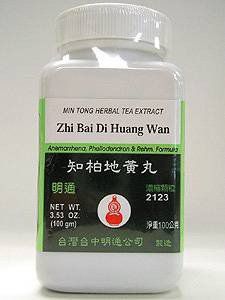 MIN TONG HERBAL TEA EXTRACT
Zhi Bai Di Huang Wan
Anemarrhena, Phellodendron & Rehm. Formula
知柏地黃丸
明通
濃縮顆粒
2123
NET WT.
3.53 OZ.
(100 gm)
淨重100公克
台灣台中明通公司
製造